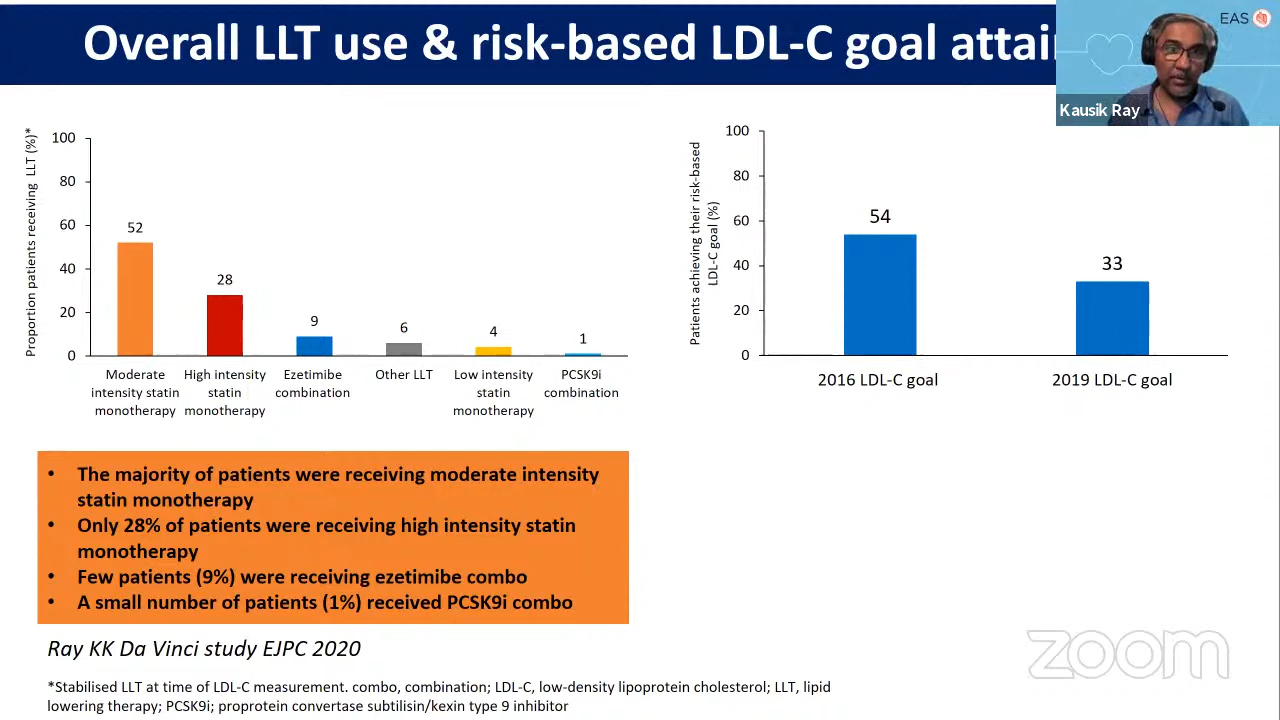 Overall LLT use & risk-based LDL-C goal
EAS
Kausik Ray
Proportion patients receiving LLT (%)*
100
80
60
40
20
0
52
28
9
6
4
1
Moderate
intensity statin
monotherapy
High intensity
statin
monotherapy
Ezetimibe
combination
Other LLT
Low intensity
statin
monotherapy
PCSK9i
combination
Patients achieving their risk-based
LDL-C goal (%)
100
80
60
40
20
0
54
33
2016 LDL-C goal
2019 LDL-C goal
• The majority of patients were receiving moderate intensity
statin monotherapy
• Only 28% of patients were receiving high intensity statin
monotherapy
• Few patients (9%) were receiving ezetimibe combo
• A small number of patients (1%) received PCSK9i combo
Ray KK Da Vinci study EJPC 2020
zoom
*Stabilised LLT at time of LDL-C measurement. combo, combination; LDL-C, low-density lipoprotein cholesterol; LLT, lipid
lowering therapy; PCSK9i; proprotein convertase subtilisin/kexin type 9 inhibitor